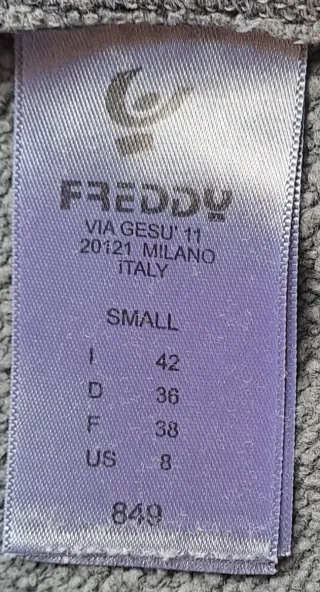 FREDDY
VIA GESU' 11
20121 MILANO
ITALY
SMALL
I 42
D 36
F 38
US 8
849